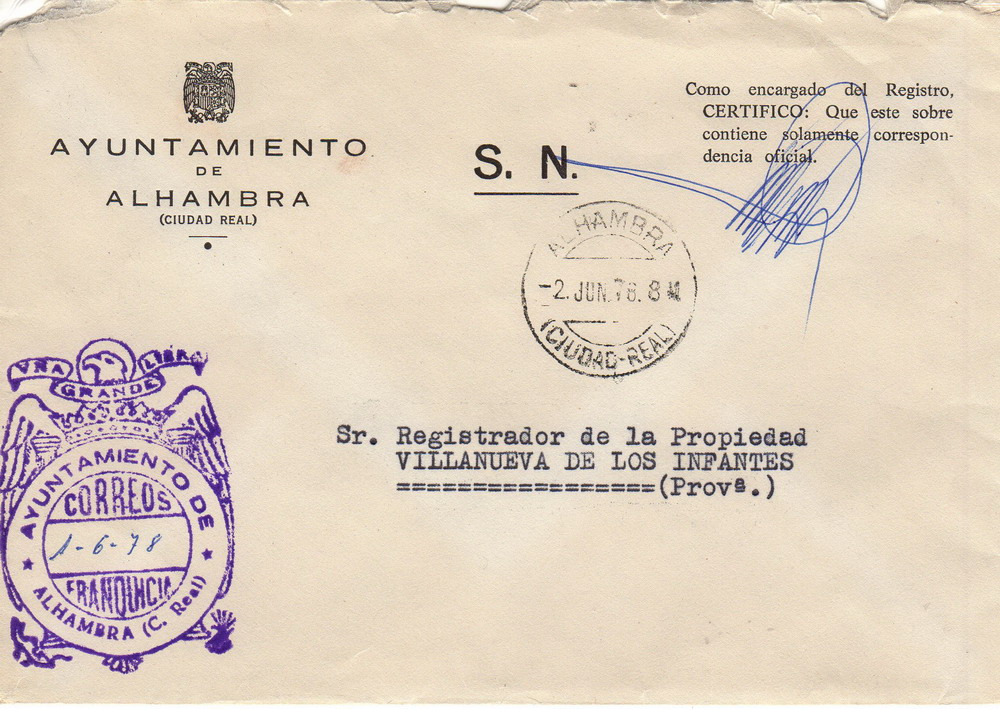 AYUNTAMIENTO
DE
ALHAMBRA
(CIUDAD REAL)
S. N.
Como encargado del Registro,
CERTIFICO: Que este sobre
contiene solamente correspon-
dencia oficial.
ALHAMBRA
-2. JUN. 78. 8 M
(CIUDAD-REAL)
Sr. Registrador de la Propiedad
VILLANUEVA DE LOS INFANTES
=================(Provª.)
VNA GRANDE LIBRE
AYUNTAMIENTO DE
CORREOS
1-6-78
FRANQUICIA
ALHAMBRA (C. Real)